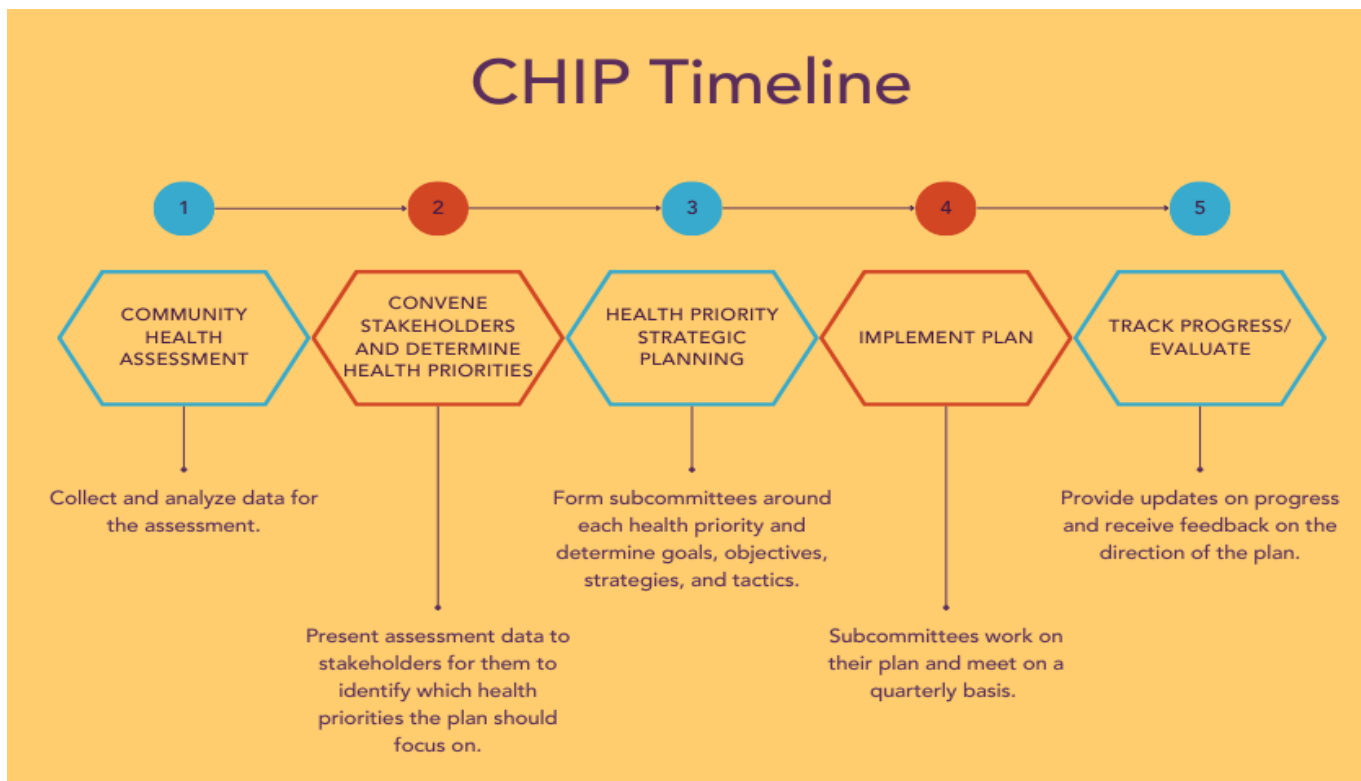 CHIP Timeline
1
2
3
4
5
COMMUNITY
HEALTH
ASSESSMENT
CONVENE
STAKEHOLDERS
AND DETERMINE
HEALTH PRIORITIES
HEALTH PRIORITY
STRATEGIC
PLANNING
IMPLEMENT PLAN
TRACK PROGRESS/
EVALUATE
Collect and analyze data for
the assessment.
Present assessment data to
stakeholders for them to
identify which health
priorities the plan should
focus on.
Form subcommittees around
each health priority and
determine goals, objectives,
strategies, and tactics.
Subcommittees work on
their plan and meet on a
quarterly basis.
Provide updates on progress
and receive feedback on the
direction of the plan.